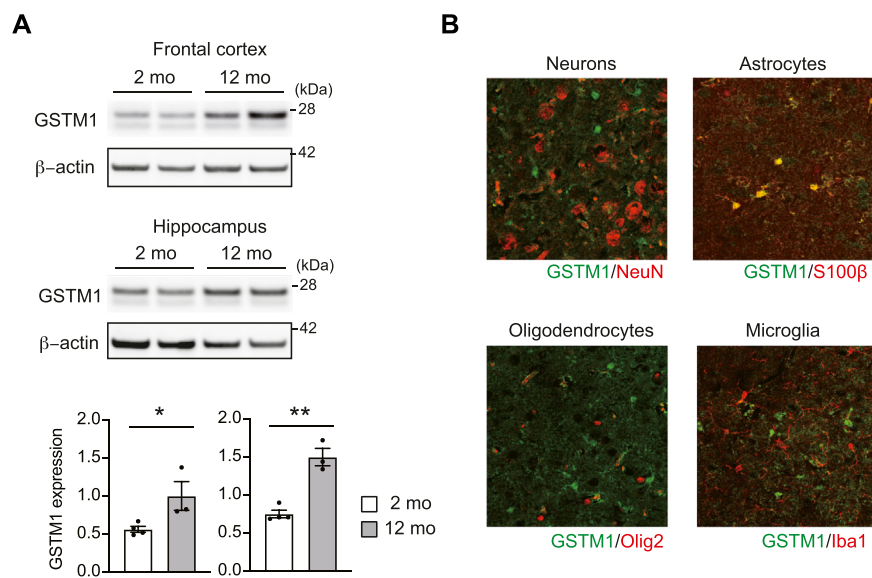 A
Frontal cortex
2 mo 12 mo
(kDa)
GSTM1
28
42
β-actin
Hippocampus
2 mo 12 mo
(kDa)
GSTM1
28
42
β-actin
GSTM1 expression
2.0
1.5
1.0
0.5
0.0
*
2.0
1.5
1.0
0.5
0.0
**
2 mo
12 mo
B
Neurons
GSTM1/NeuN
Astrocytes
GSTM1/S100β
Oligodendrocytes
GSTM1/Olig2
Microglia
GSTM1/Iba1